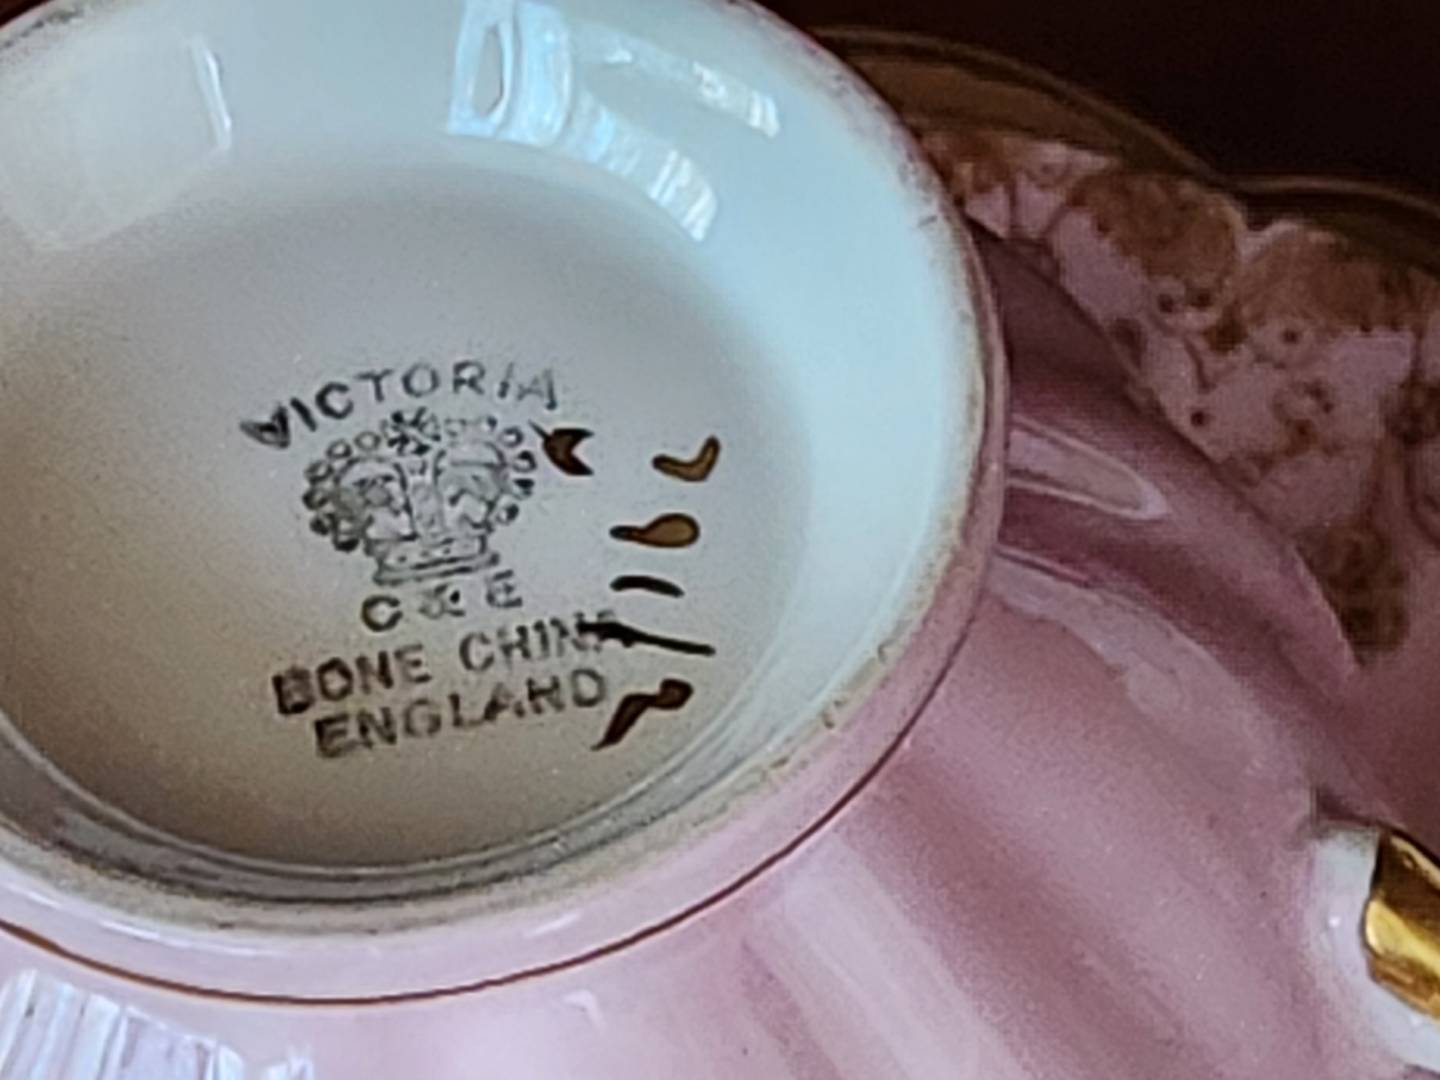 VICTORIA
C & E
BONE CHINA
ENGLAND